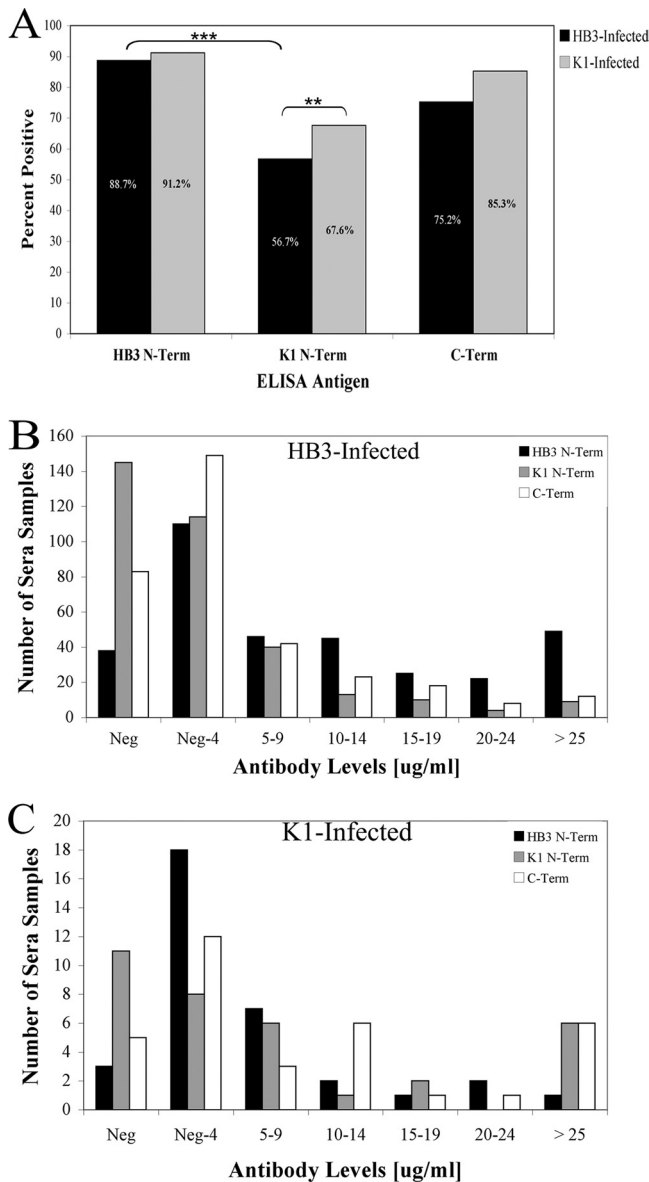 A
Percent Positive
100
90
80
70
60
50
40
30
20
10
0
***
**
HB3-Infected
K1-Infected
88.7%
91.2%
56.7%
67.6%
75.2%
85.3%
HB3 N-Term
K1 N-Term
C-Term
ELISA Antigen
B
HB3-Infected
Number of Sera Samples
160
140
120
100
80
60
40
20
0
HB3 N-Term
K1 N-Term
C-Term
Neg
Neg-4
5-9
10-14
15-19
20-24
> 25
Antibody Levels [ug/ml]
C
K1-Infected
Number of Sera Samples
20
18
16
14
12
10
8
6
4
2
0
HB3 N-Term
K1 N-Term
C-Term
Neg
Neg-4
5-9
10-14
15-19
20-24
> 25
Antibody Levels [ug/ml]